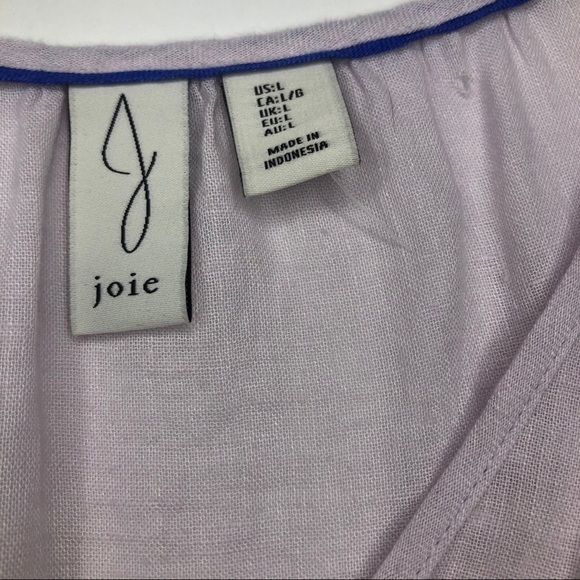 J
joie
US:L
CA:L/G
UK:L
EU:L
AU:L
MADE IN
INDONESIA